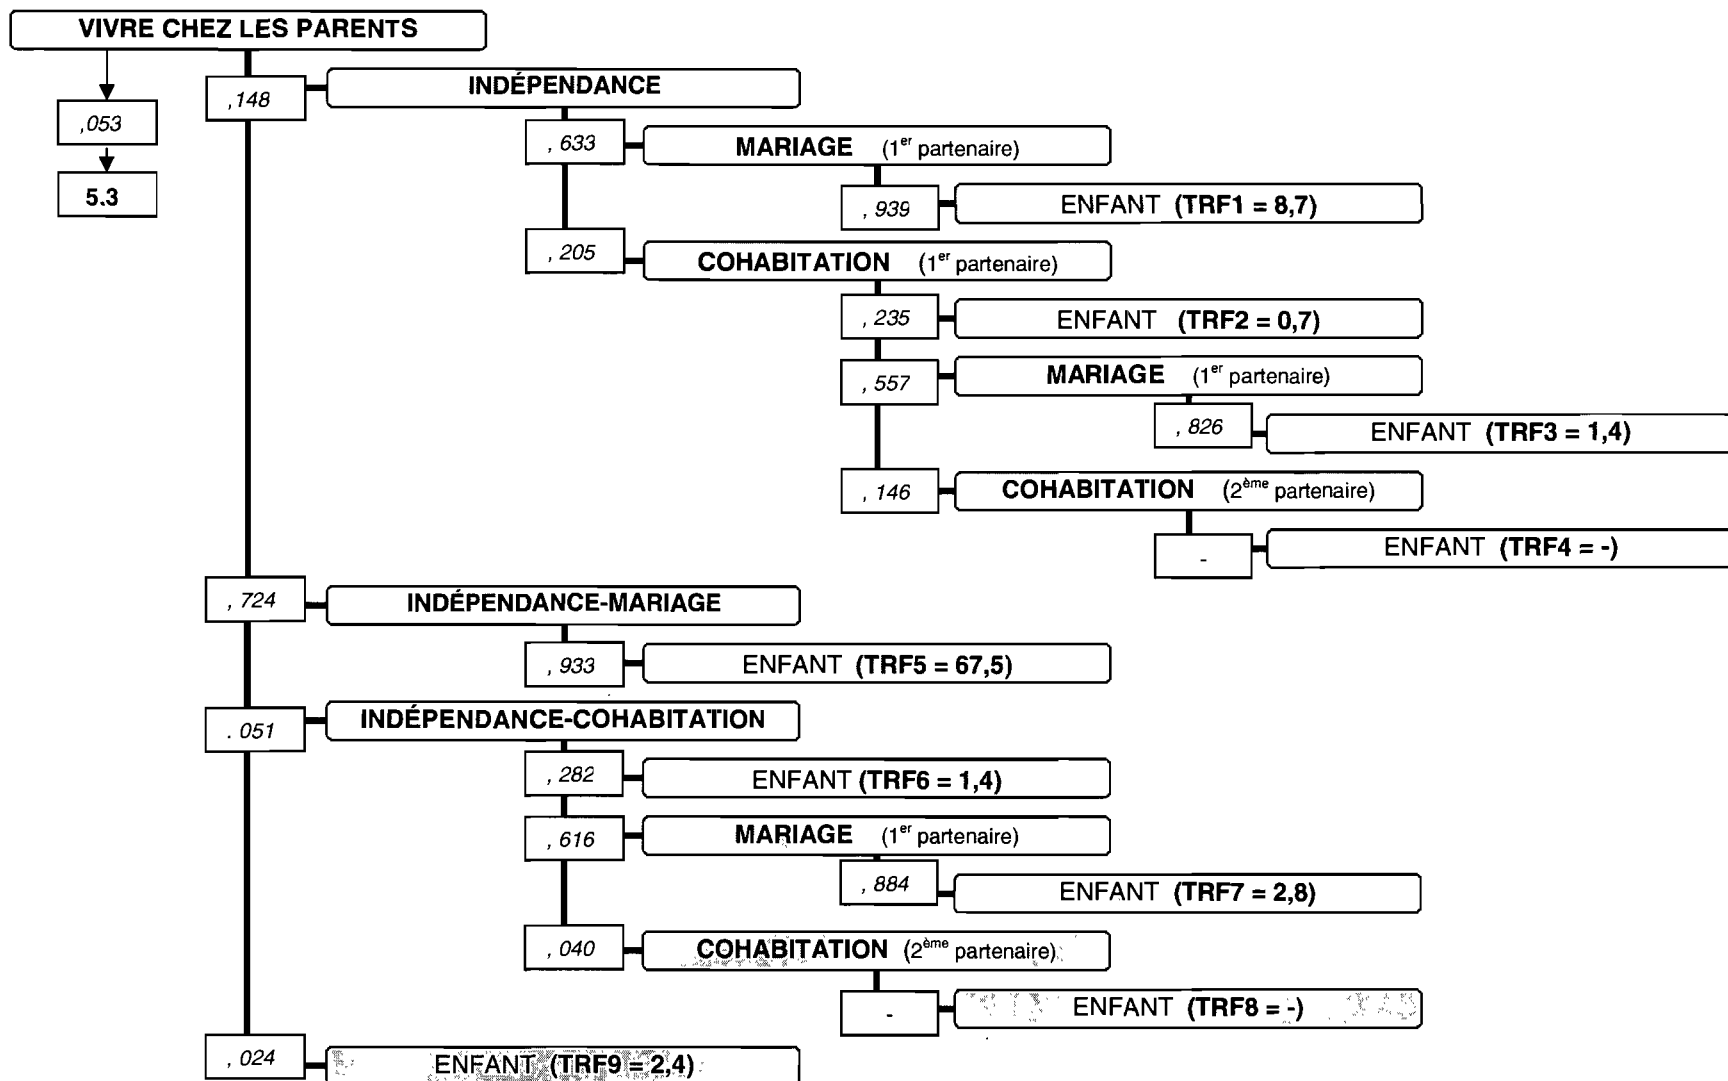 VIVRE CHEZ LES PARENTS
,148
INDÉPENDANCE
,053
5.3
, 633
MARIAGE (1er partenaire)
, 939
ENFANT (TRF1 = 8,7)
, 205
COHABITATION (1er partenaire)
, 235
ENFANT (TRF2 = 0,7)
, 557
MARIAGE (1er partenaire)
, 826
ENFANT (TRF3 = 1,4)
, 146
COHABITATION (2ème partenaire)
-
ENFANT (TRF4 = -)
, 724
INDÉPENDANCE-MARIAGE
, 933
ENFANT (TRF5 = 67,5)
. 051
INDÉPENDANCE-COHABITATION
, 282
ENFANT (TRF6 = 1,4)
, 616
MARIAGE (1er partenaire)
, 884
ENFANT (TRF7 = 2,8)
, 040
COHABITATION (2ème partenaire)
-
ENFANT (TRF8 = -)
, 024
ENFANT (TRF9 = 2,4)